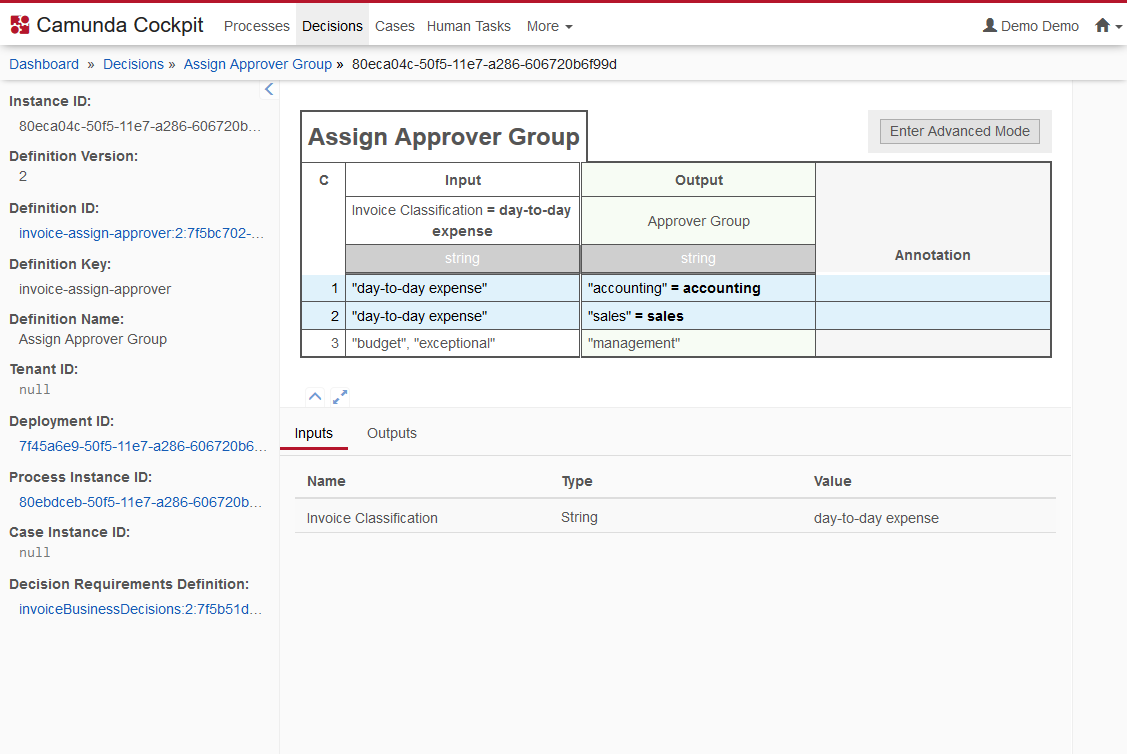 Camunda Cockpit
Processes
Decisions
Cases
Human Tasks
More
Demo Demo
Dashboard » Decisions » Assign Approver Group » 80eca04c-50f5-11e7-a286-606720b6f99d
Instance ID:
80eca04c-50f5-11e7-a286-606720b...
Definition Version:
2
Definition ID:
invoice-assign-approver:2:7f5bc702-...
Definition Key:
invoice-assign-approver
Definition Name:
Assign Approver Group
Tenant ID:
null
Deployment ID:
7f45a6e9-50f5-11e7-a286-606720b6...
Process Instance ID:
80ebdceb-50f5-11e7-a286-606720b...
Case Instance ID:
null
Decision Requirements Definition:
invoiceBusinessDecisions:2:7f5b51d...
Assign Approver Group
Enter Advanced Mode
C
Input
Output
Invoice Classification = day-to-day
expense
Approver Group
string
string
Annotation
1 "day-to-day expense" "accounting" = accounting
2 "day-to-day expense" "sales" = sales
3 "budget", "exceptional" "management"
Inputs
Outputs
Name Type Value
Invoice Classification String day-to-day expense